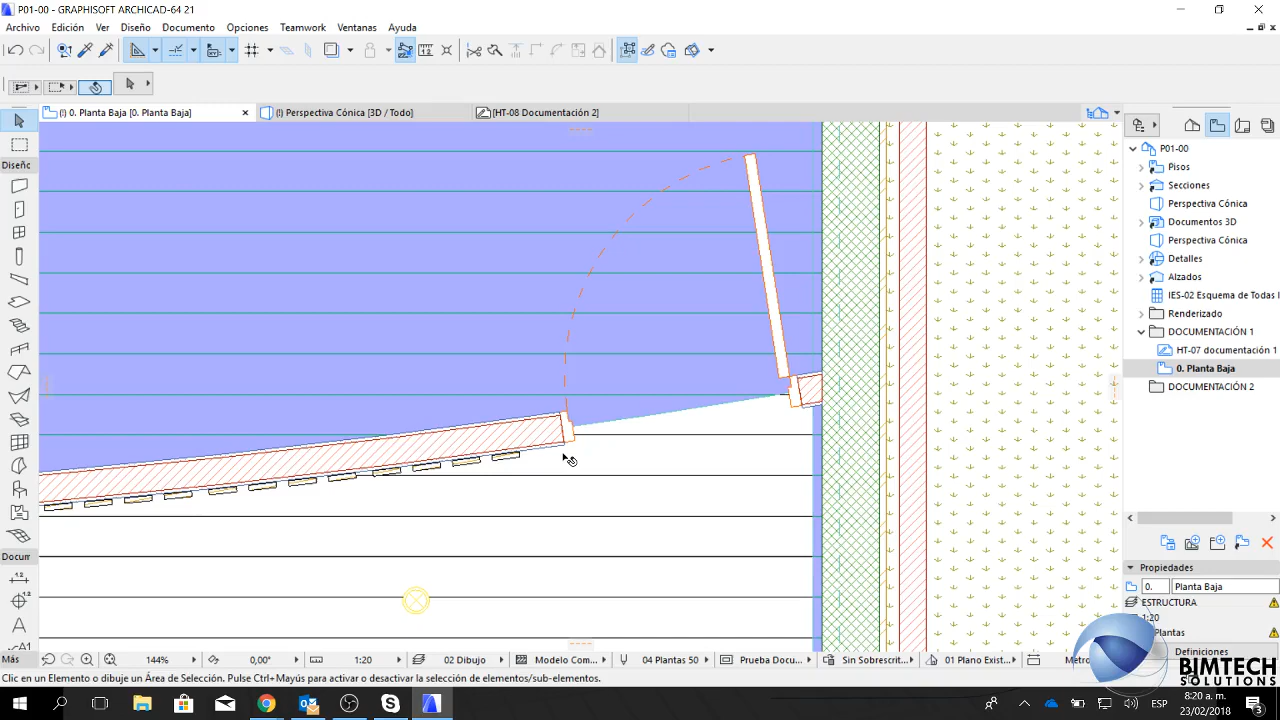 P01-00 - GRAPHISOFT ARCHICAD-64 21
Archivo Edición Ver Diseño Documento Opciones Teamwork Ventanas Ayuda
(!) 0. Planta Baja [0. Planta Baja]
(!) Perspectiva Cónica [3D / Todo]
[HT-08 Documentación 2]
Diseñc
Docum
Más
P01-00
Pisos
Secciones
Perspectiva Cónica
Documentos 3D
Perspectiva Cónica
Detalles
Alzados
IES-02 Esquema de Todas l
Renderizado
DOCUMENTACIÓN 1
HT-07 documentación 1
0. Planta Baja
DOCUMENTACIÓN 2
Propiedades
0. Planta Baja
ESTRUCTURA
1:20
Plantas
Definiciones
144% 0,00° 1:20 02 Dibujo Modelo Com... 04 Planta 50 Prueba Docu... Sin Sobrescrit... 01 Plano Exist... Metro
Clic en un Elemento o dibuje un Área de Selección. Pulse Ctrl+Mayús para activar o desactivar la selección de elementos/sub-elementos.
BIMTECH
SOLUTIONS
ESP
8:20 a. m.
23/02/2018
3